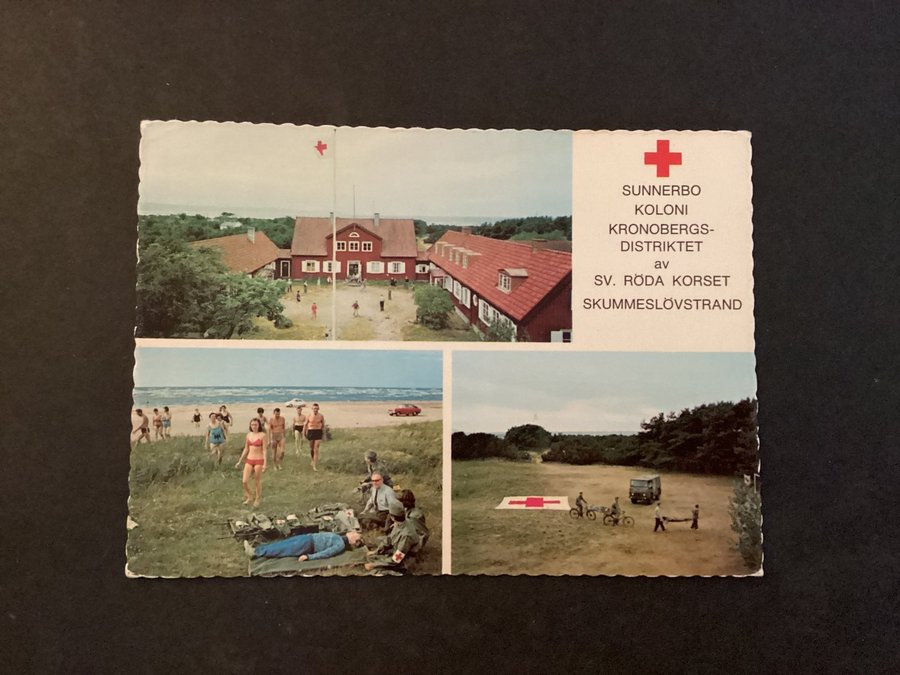 SUNNERBO
KOLONI
KRONOBERGS-
DISTRIKTET
av
SV. RÖDA KORSET
SKUMMESLÖVSTRAND